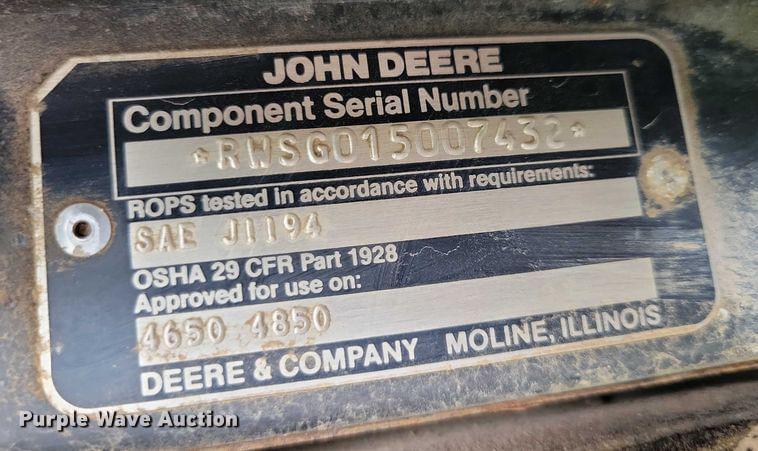 JOHN DEERE
Component Serial Number
*RWSG015007432*
ROPS tested in accordance with requirements:
SAE J1194
OSHA 29 CFR Part 1928
Approved for use on:
4650 4850
DEERE & COMPANY MOLINE, ILLINOIS
Purple Wave Auction